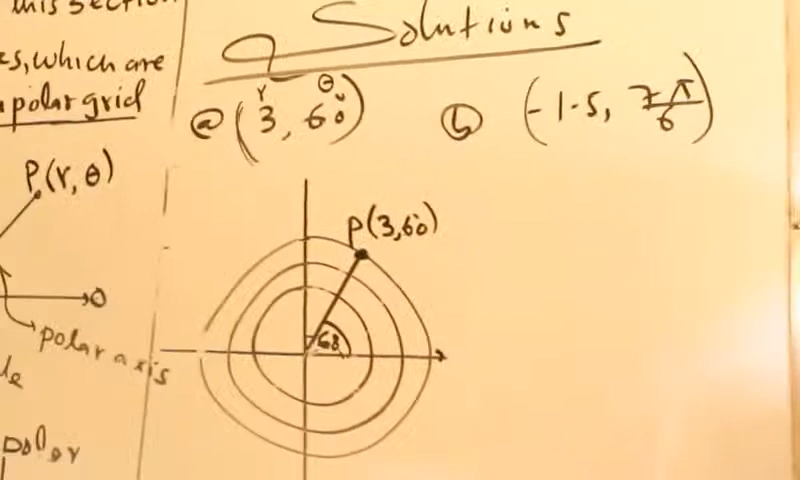 this section
Solutions
es, which are
polar grid
r θ
ⓐ (3, 60°)
ⓑ (-1.5, 7π/6)
P(r, θ)
P(3, 60°)
60°
polar axis
polar